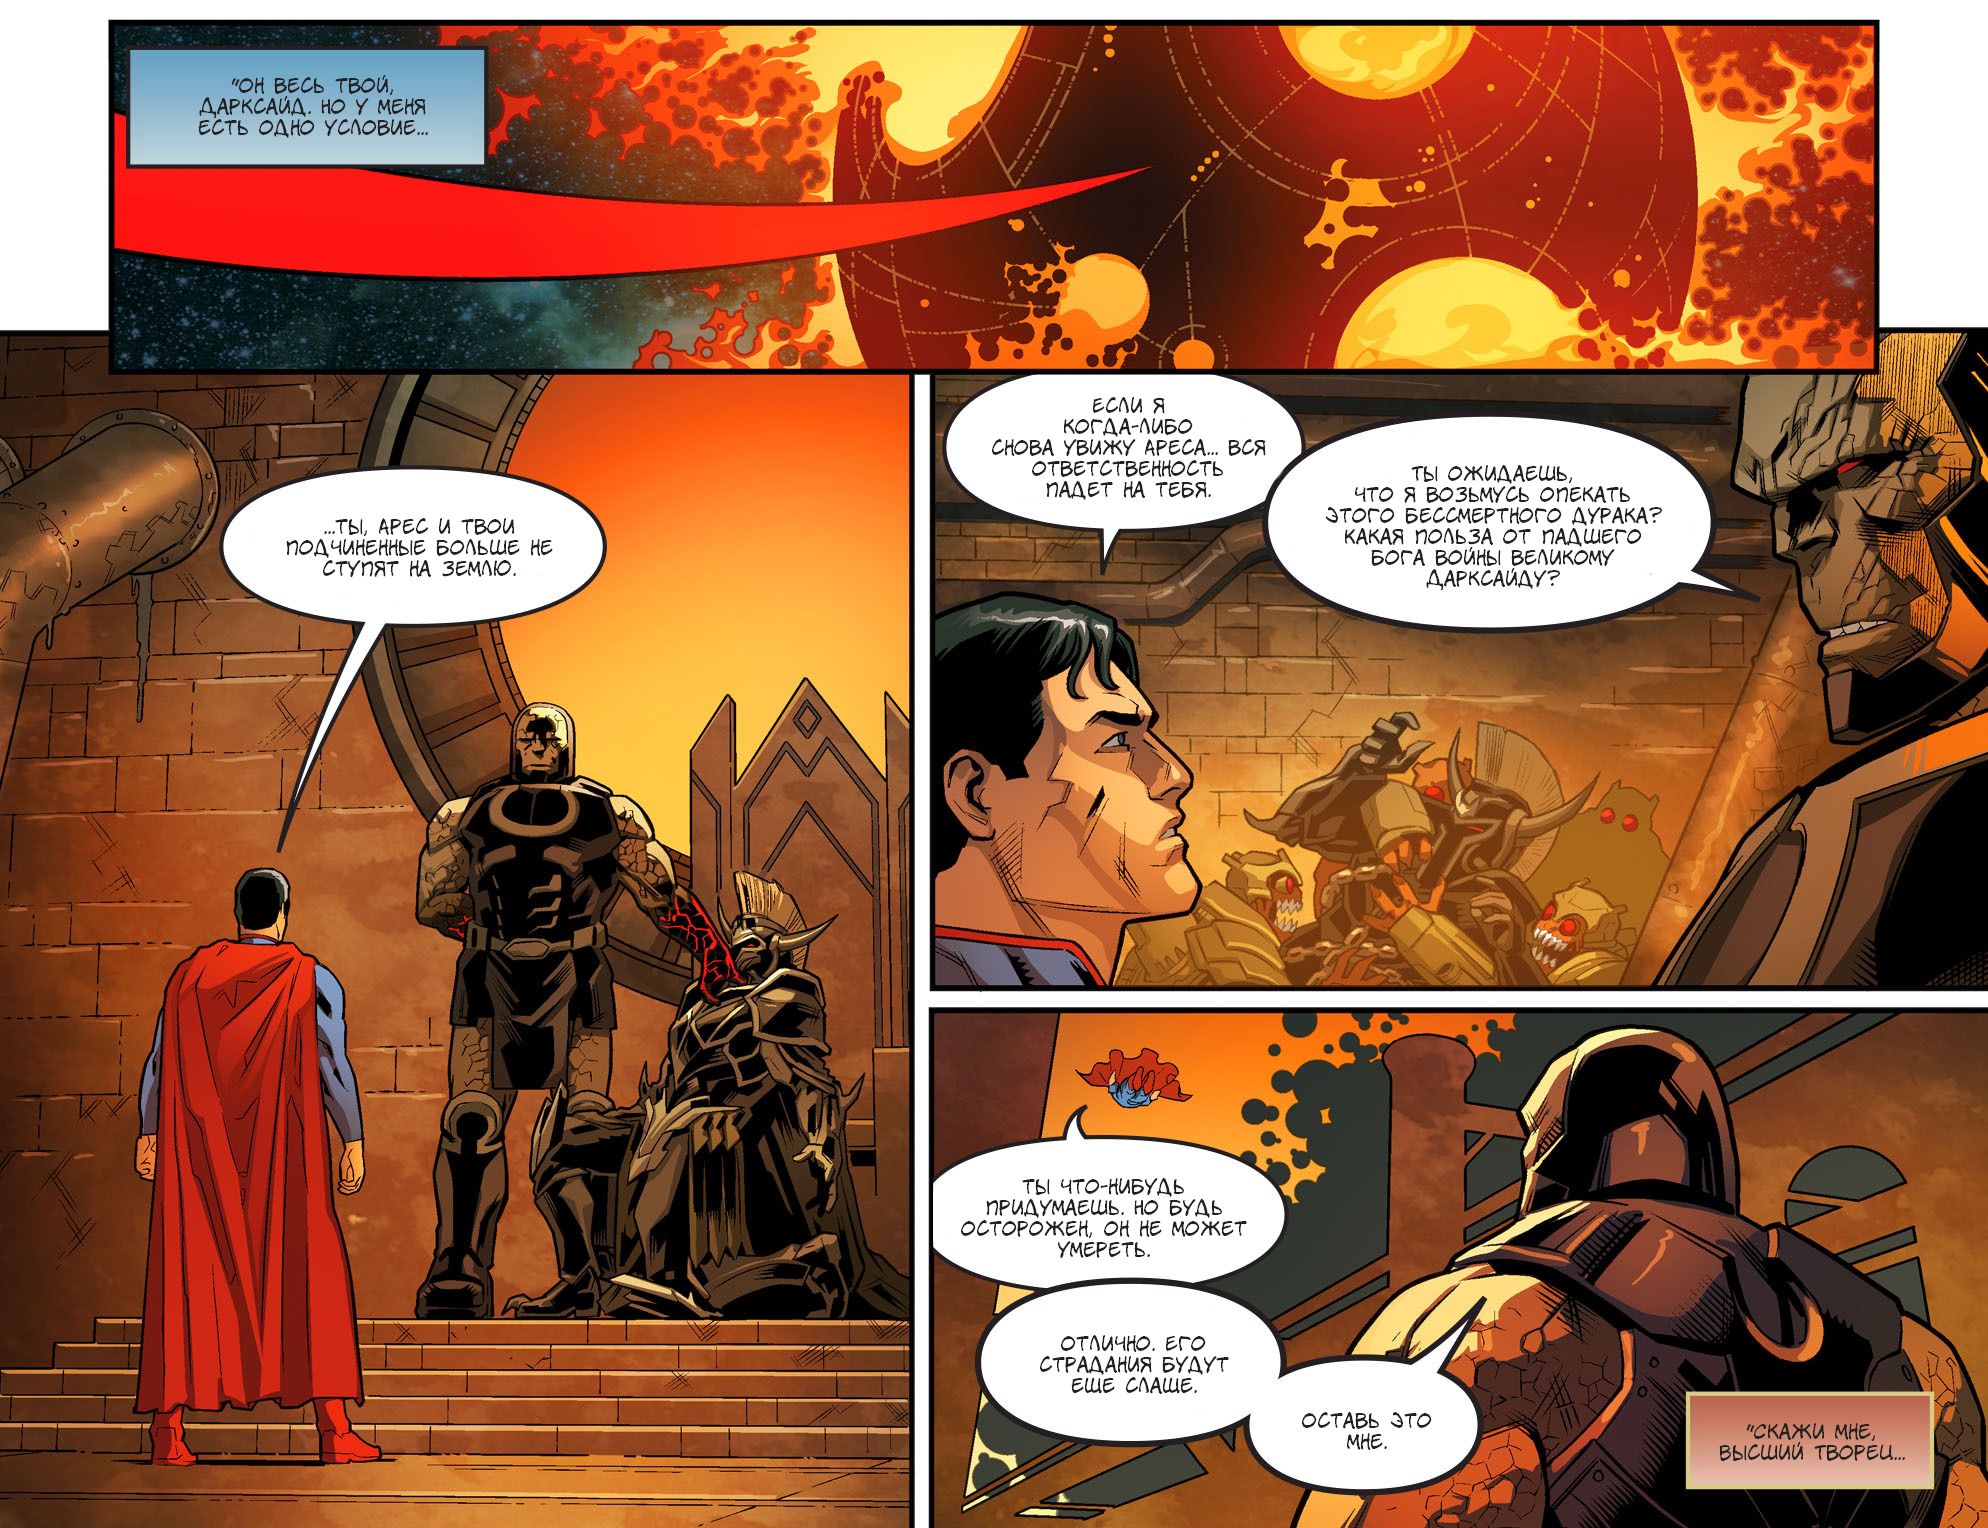 "ОН ВЕСЬ ТВОЙ,
ДАРКСАЙД. НО У МЕНЯ
ЕСТЬ ОДНО УСЛОВИЕ...
...ТЫ, АРЕС И ТВОИ
ПОДЧИНЕННЫЕ БОЛЬШЕ НЕ
СТУПЯТ НА ЗЕМЛЮ.
ЕСЛИ Я
КОГДА-ЛИБО
СНОВА УВИЖУ АРЕСА... ВСЯ
ОТВЕТСТВЕННОСТЬ
ПАДЕТ НА ТЕБЯ.
ТЫ ОЖИДАЕШЬ,
ЧТО Я ВОЗЬМУСЬ ОПЕКАТЬ
ЭТОГО БЕССМЕРТНОГО ДУРАКА?
КАКАЯ ПОЛЬЗА ОТ ПАДШЕГО
БОГА ВОЙНЫ ВЕЛИКОМУ
ДАРКСАЙДУ?
ТЫ ЧТО-НИБУДЬ
ПРИДУМАЕШЬ. НО БУДЬ
ОСТОРОЖЕН, ОН НЕ МОЖЕТ
УМЕРЕТЬ.
ОТЛИЧНО. ЕГО
СТРАДАНИЯ БУДУТ
ЕЩЕ СЛАЩЕ.
ОСТАВЬ ЭТО
МНЕ.
"СКАЖИ МНЕ,
ВЫСШИЙ ТВОРЕЦ...